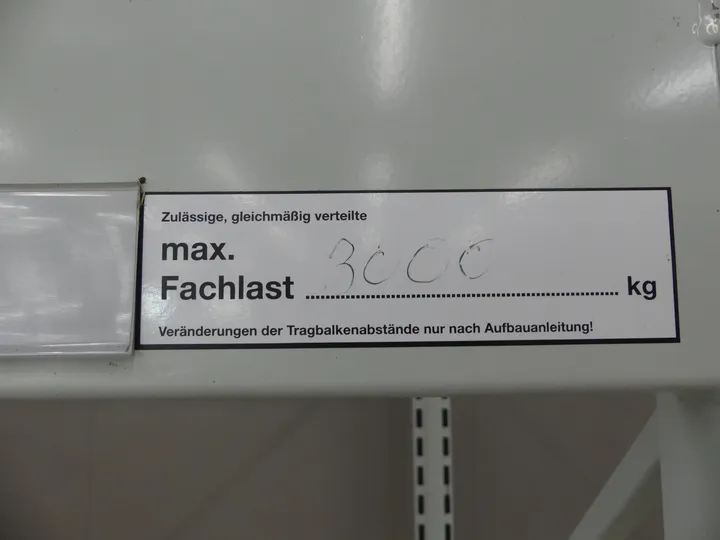 Zulässige, gleichmäßig verteilte
max.
Fachlast 3000 kg
Veränderungen der Tragbalkenabstände nur nach Aufbauanleitung!